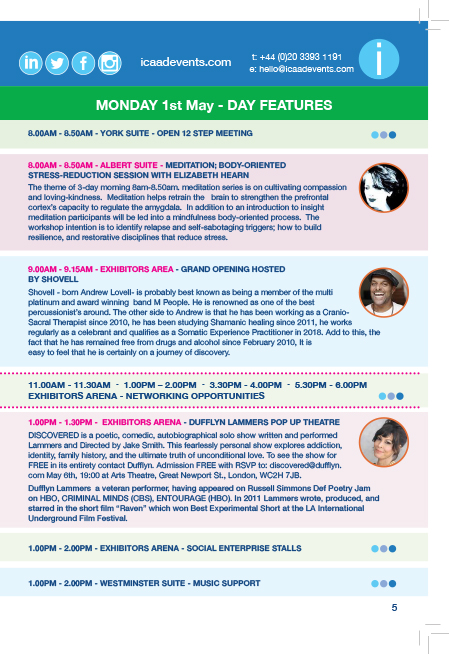 in f
icaadevents.com
t: +44 (0)20 3393 1191
e: hello@icaadevents.com
i
MONDAY 1st May - DAY FEATURES
8.00AM - 8.50AM - YORK SUITE - OPEN 12 STEP MEETING
8.00AM - 8.50AM - ALBERT SUITE - MEDITATION; BODY-ORIENTED
STRESS-REDUCTION SESSION WITH ELIZABETH HEARN
The theme of 3-day morning 8am-8.50am. meditation series is on cultivating compassion
and loving-kindness. Meditation helps retrain the brain to strengthen the prefrontal
cortex's capacity to regulate the amygdala. In addition to an introduction to insight
meditation participants will be led into a mindfulness body-oriented process. The
workshop intention is to identify relapse and self-sabotaging triggers; how to build
resilience, and restorative disciplines that reduce stress.
9.00AM - 9.15AM - EXHIBITORS AREA - GRAND OPENING HOSTED
BY SHOVELL
Shovell - born Andrew Lovell- is probably best known as being a member of the multi
platinum and award winning band M People. He is renowned as one of the best
percussionist's around. The other side to Andrew is that he has been working as a Cranio-
Sacral Therapist since 2010, he has been studying Shamanic healing since 2011, he works
regularly as a celebrant and qualifies as a Somatic Experience Practitioner in 2018. Add to this, the
fact that he has remained free from drugs and alcohol since February 2010, It is
easy to feel that he is certainly on a journey of discovery.
11.00AM - 11.30AM - 1.00PM – 2.00PM - 3.30PM - 4.00PM - 5.30PM - 6.00PM
EXHIBITORS ARENA - NETWORKING OPPORTUNITIES
1.00PM - 1.30PM - EXHIBITORS ARENA - DUFFLYN LAMMERS POP UP THEATRE
DISCOVERED is a poetic, comedic, autobiographical solo show written and performed
Lammers and Directed by Jake Smith. This fearlessly personal show explores addiction,
identity, family history, and the ultimate truth of unconditional love. To see the show for
FREE in its entirety contact Dufflyn. Admission FREE with RSVP to: discovered@dufflyn.
com May 6th, 19:00 at Arts Theatre, Great Newport St., London, WC2H 7JB.
Dufflyn Lammers a veteran performer, having appeared on Russell Simmons Def Poetry Jam
on HBO, CRIMINAL MINDS (CBS), ENTOURAGE (HBO). In 2011 Lammers wrote, produced, and
starred in the short film “Raven” which won Best Experimental Short at the LA International
Underground Film Festival.
1.00PM - 2.00PM - EXHIBITORS ARENA - SOCIAL ENTERPRISE STALLS
1.00PM - 2.00PM - WESTMINSTER SUITE - MUSIC SUPPORT
5